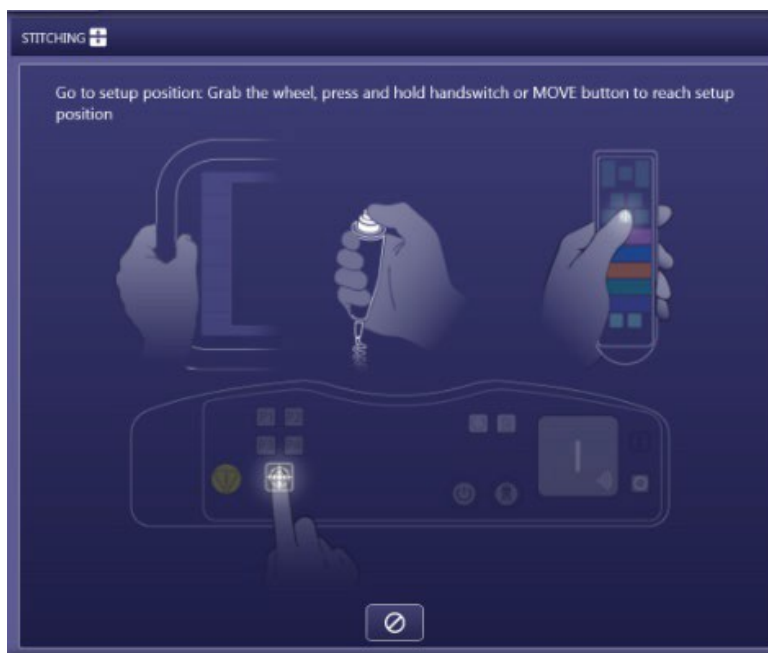 STITCHING
Go to setup position: Grab the wheel, press and hold handswitch or MOVE button to reach setup
position